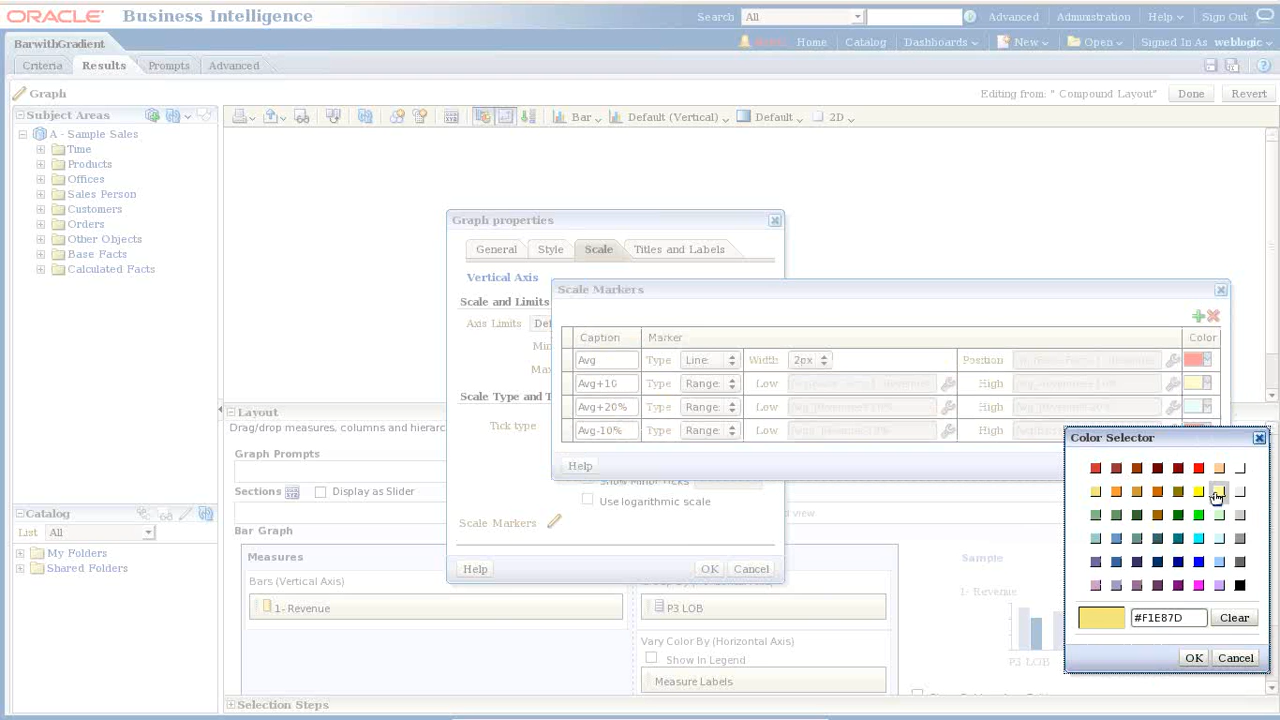 ORACLE Business Intelligence
Search All Advanced Administration Help Sign Out
BarwithGradient
Home Catalog Dashboards New Open Signed In As weblogic
Criteria Results Prompts Advanced
Graph
Editing from: " Compound Layout" Done Revert
Subject Areas
Bar Default (Vertical) Default 2D
A - Sample Sales
Time
Products
Offices
Sales Person
Customers
Orders
Other Objects
Base Facts
Calculated Facts
Graph properties
General Style Scale Titles and Labels
Vertical Axis
Scale and Limits
Axis Limits
Scale Type and T
Tick type
Scale Markers
Caption Marker Color
Avg Type Line Width 2px Position
Avg+10 Type Range Low High
Avg+20% Type Range Low High
Avg-10% Type Range Low High
Help
Use logarithmic scale
Scale Markers
Help OK Cancel
Color Selector
#F1E87D Clear
OK Cancel
Layout
Drag/drop measures, columns and hierarc
Graph Prompts
Sections Display as Slider
Bar Graph
Measures
Bars (Vertical Axis)
1- Revenue
P3 LOB
Vary Color By (Horizontal Axis)
Show In Legend
Measure Labels
Sample
1- Revenue
P3 LOB
Catalog
List All
My Folders
Shared Folders
Selection Steps